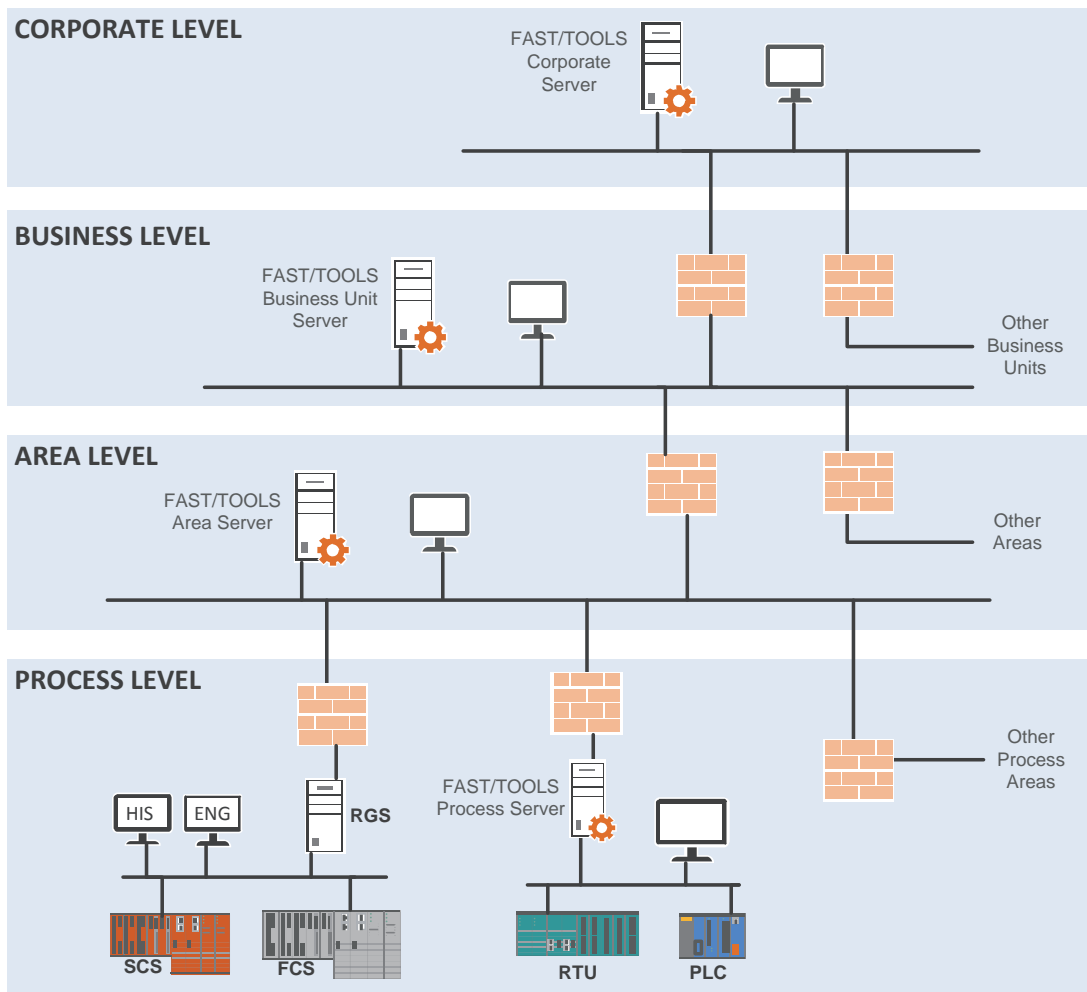 CORPORATE LEVEL
FAST/TOOLS
Corporate
Server
BUSINESS LEVEL
FAST/TOOLS
Business Unit
Server
Other
Business
Units
AREA LEVEL
FAST/TOOLS
Area Server
Other
Areas
PROCESS LEVEL
Other
Process
Areas
FAST/TOOLS
Process Server
HIS
ENG
RGS
SCS
FCS
RTU
PLC